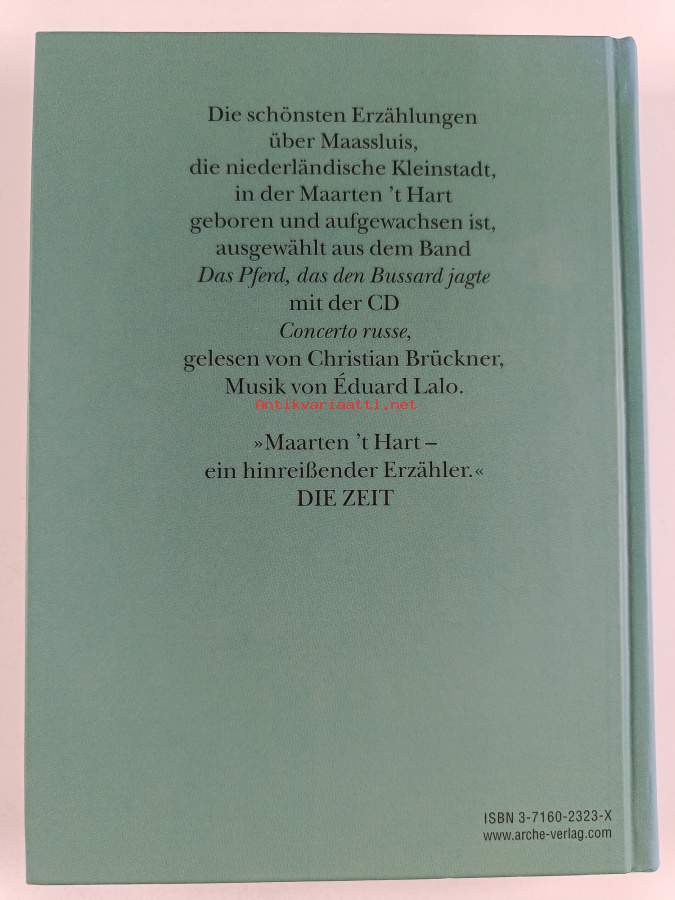 Die schönsten Erzählungen
über Maassluis,
die niederländische Kleinstadt,
in der Maarten ’t Hart
geboren und aufgewachsen ist,
ausgewählt aus dem Band
Das Pferd, das den Bussard jagte
mit der CD
Concerto russe,
gelesen von Christian Brückner,
Musik von Éduard Lalo.
Antikvariaatti.net
»Maarten ’t Hart –
ein hinreißender Erzähler.«
DIE ZEIT
ISBN 3-7160-2323-X
www.arche-verlag.com